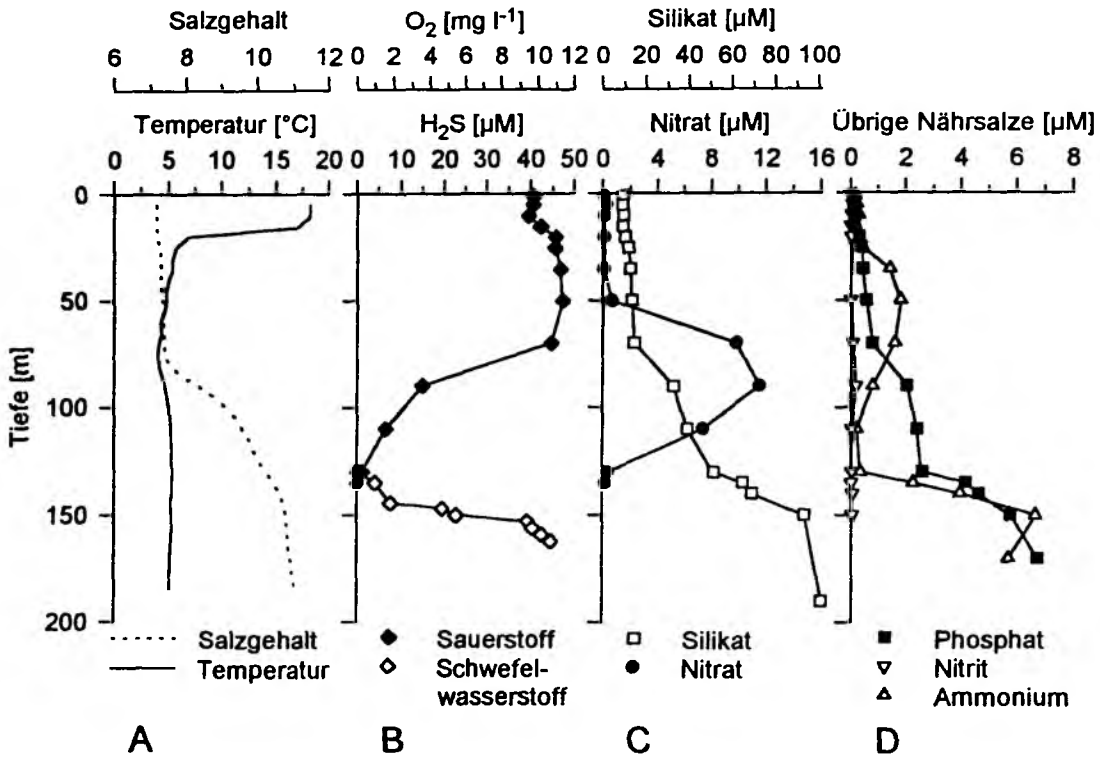 Salzgehalt O₂ [mg l⁻¹] Silikat [µM]
6 8 10 12 0 2 4 6 8 10 12 0 20 40 60 80 100
Temperatur [°C] H₂S [µM] Nitrat [µM] Übrige Nährsalze [µM]
0 5 10 15 20 0 10 20 30 40 50 0 4 8 12 16 0 2 4 6 8
0
50
100
150
200
Tiefe [m]
Salzgehalt
Temperatur
Sauerstoff
Schwefel-
wasserstoff
Silikat
Nitrat
Phosphat
Nitrit
Ammonium
A B C D